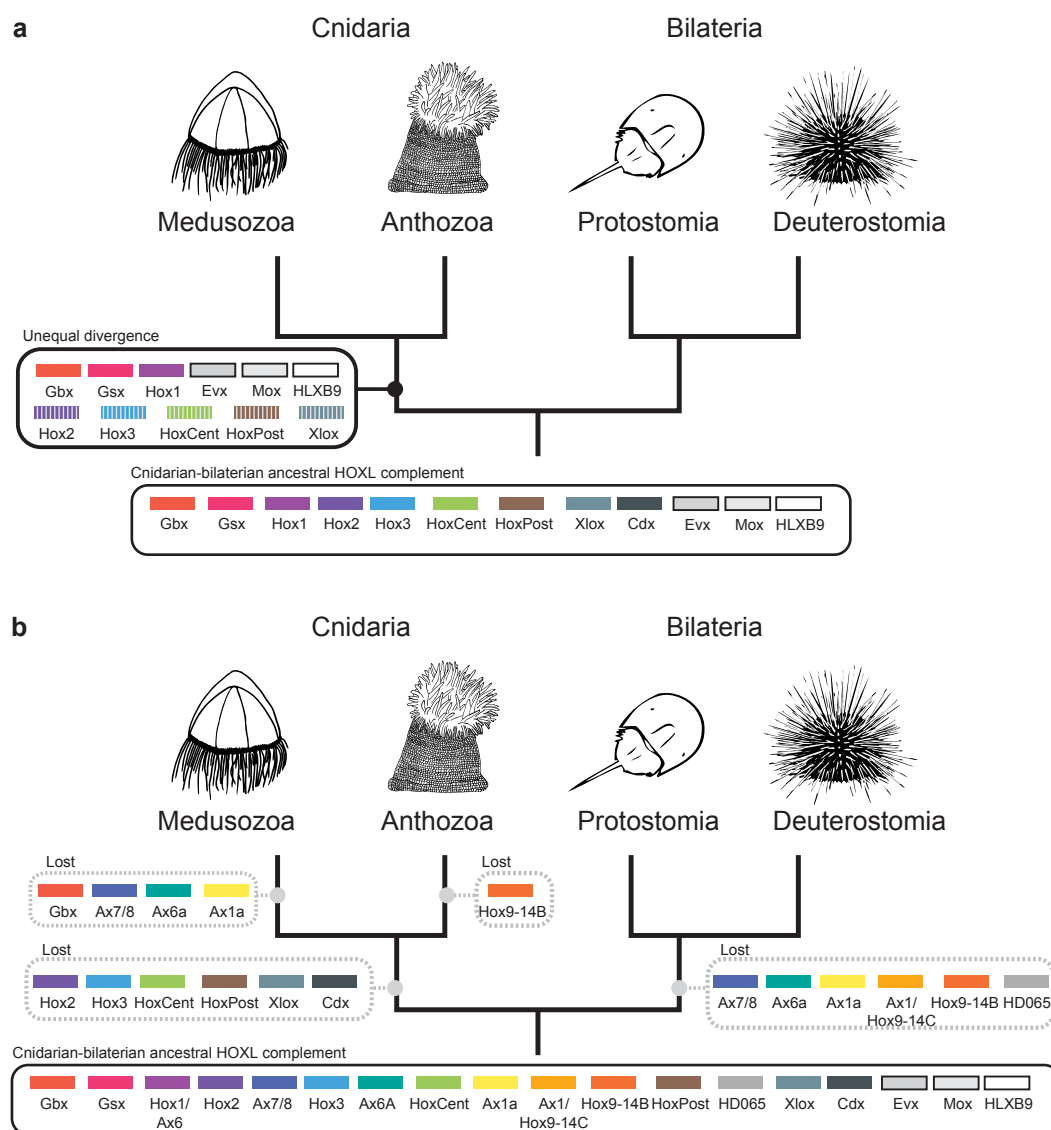 a
Cnidaria Bilateria
Medusozoa Anthozoa Protostomia Deuterostomia
Unequal divergence
Gbx Gsx Hox1 Evx Mox HLXB9
Hox2 Hox3 HoxCent HoxPost Xlox
Cnidarian-bilaterian ancestral HOXL complement
Gbx Gsx Hox1 Hox2 Hox3 HoxCent HoxPost Xlox Cdx Evx Mox HLXB9
b
Cnidaria Bilateria
Medusozoa Anthozoa Protostomia Deuterostomia
Lost
Gbx Ax7/8 Ax6a Ax1a
Lost
Hox9-14B
Lost
Hox2 Hox3 HoxCent HoxPost Xlox Cdx
Lost
Ax7/8 Ax6a Ax1a Ax1/ Hox9-14B HD065
Hox9-14C
Cnidarian-bilaterian ancestral HOXL complement
Gbx Gsx Hox1/ Hox2 Ax7/8 Hox3 Ax6A HoxCent Ax1a Ax1/ Hox9-14B HoxPost HD065 Xlox Cdx Evx Mox HLXB9
Ax6 Hox9-14C